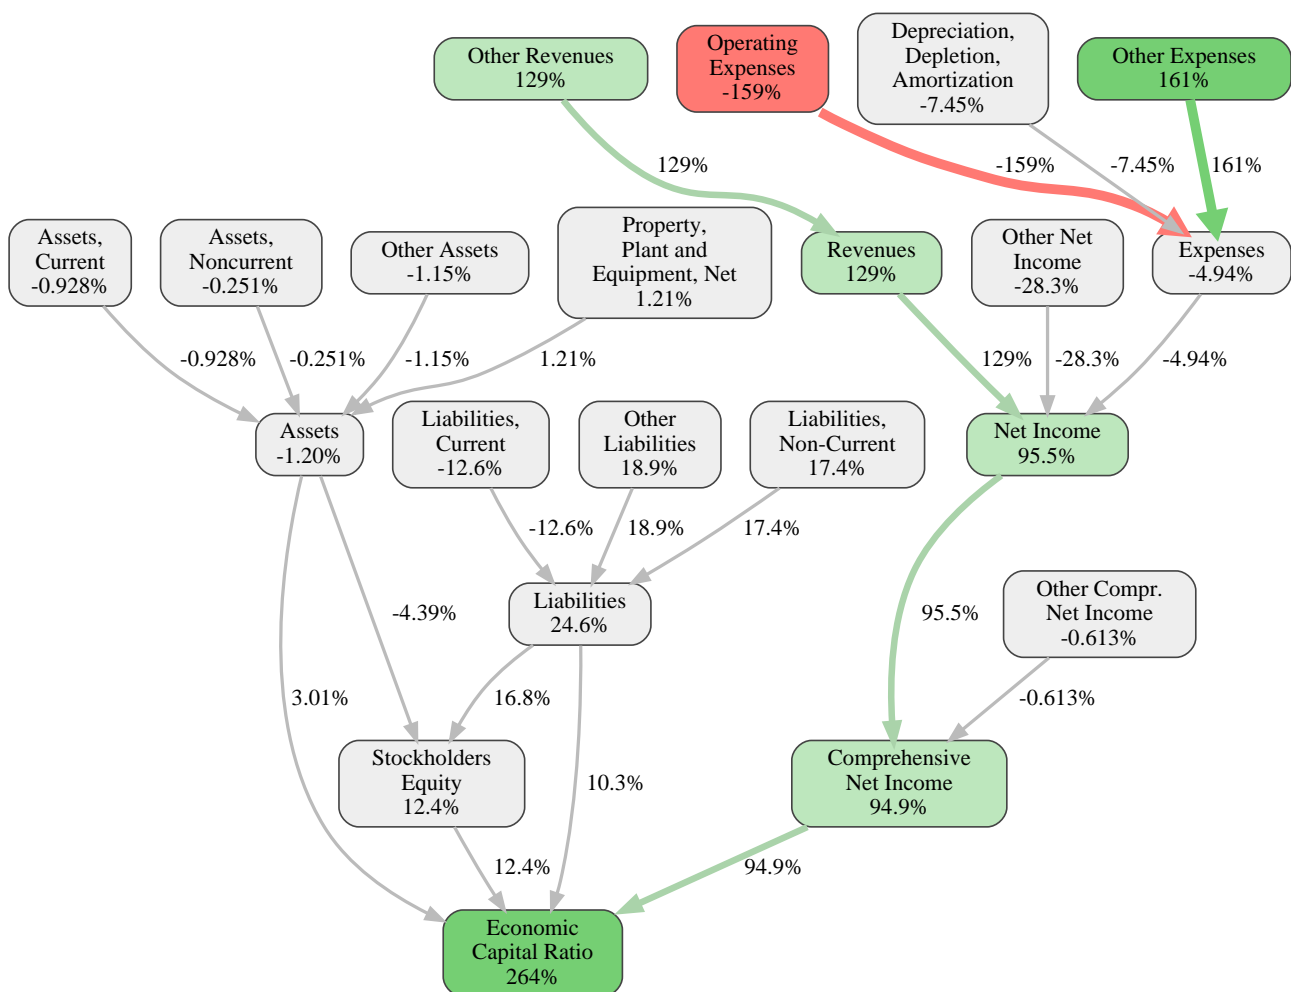 Other Revenues
129%
Operating
Expenses
-159%
Depreciation,
Depletion,
Amortization
-7.45%
Other Expenses
161%
129%
-159%
-7.45%
161%
Assets,
Current
-0.928%
Assets,
Noncurrent
-0.251%
Other Assets
-1.15%
Property,
Plant and
Equipment, Net
1.21%
Revenues
129%
Other Net
Income
-28.3%
Expenses
-4.94%
-0.928%
-0.251%
-1.15%
1.21%
129%
-28.3%
-4.94%
Assets
-1.20%
Liabilities,
Current
-12.6%
Other
Liabilities
18.9%
Liabilities,
Non-Current
17.4%
Net Income
95.5%
-12.6%
18.9%
17.4%
-4.39%
Liabilities
24.6%
95.5%
Other Compr.
Net Income
-0.613%
3.01%
16.8%
-0.613%
Stockholders
Equity
12.4%
10.3%
Comprehensive
Net Income
94.9%
12.4%
94.9%
Economic
Capital Ratio
264%